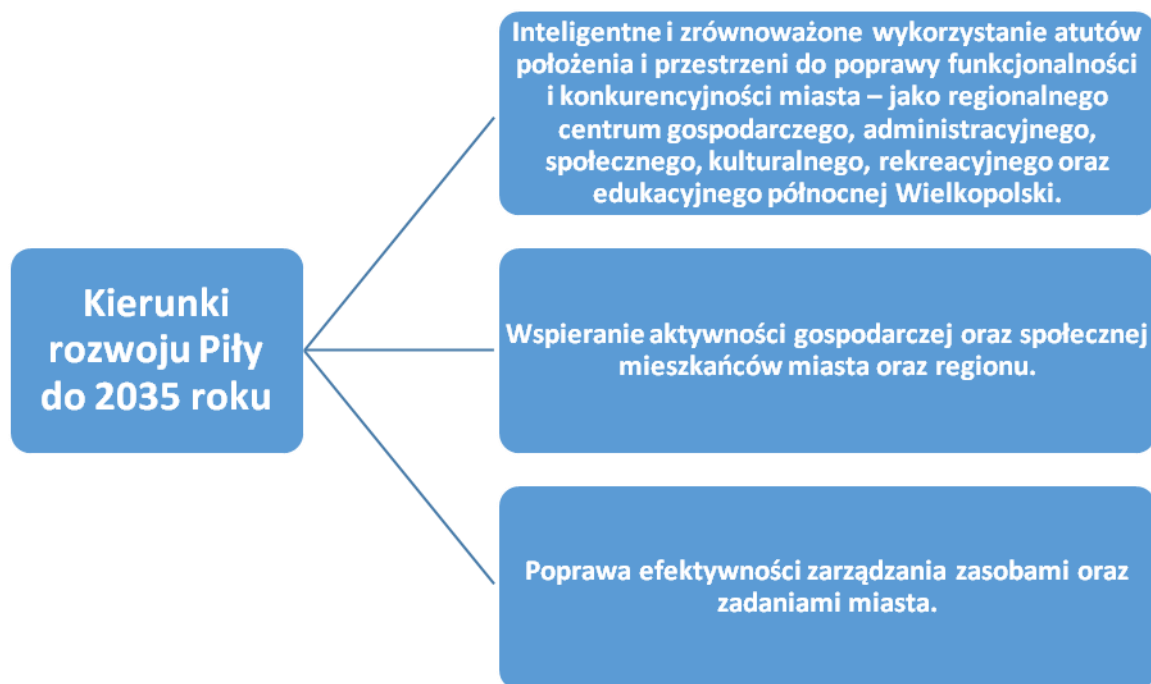 Kierunki
rozwoju Piły
do 2035 roku
Inteligentne i zrównoważone wykorzystanie atutów
położenia i przestrzeni do poprawy funkcjonalności
i konkurencyjności miasta – jako regionalnego
centrum gospodarczego, administracyjnego,
społecznego, kulturalnego, rekreacyjnego oraz
edukacyjnego północnej Wielkopolski.
Wspieranie aktywności gospodarczej oraz społecznej
mieszkańców miasta oraz regionu.
Poprawa efektywności zarządzania zasobami oraz
zadaniami miasta.